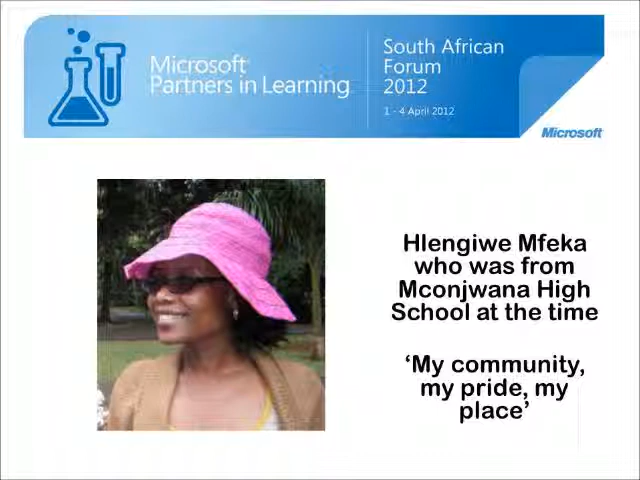 Microsoft
Partners in Learning
South African
Forum
2012
1 - 4 April 2012
Microsoft
Hlengiwe Mfeka
who was from
Mconjwana High
School at the time
‘My community,
my pride, my
place’